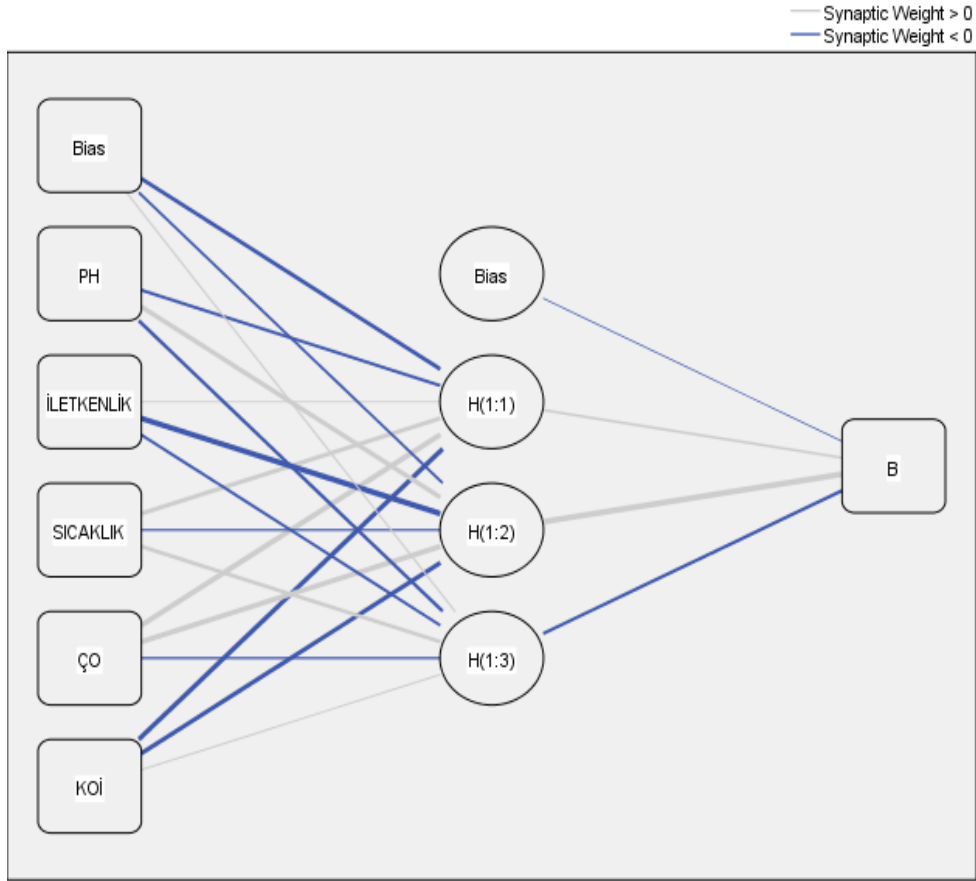 Synaptic Weight > 0
Synaptic Weight < 0
Bias
PH
İLETKENLİK
SICAKLIK
ÇO
KOİ
Bias
H(1:1)
H(1:2)
H(1:3)
B